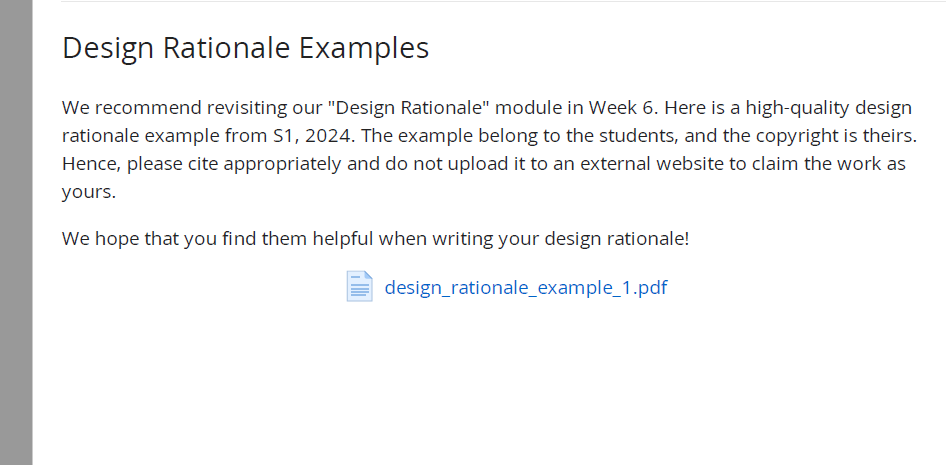 Design Rationale Examples
We recommend revisiting our "Design Rationale" module in Week 6. Here is a high-quality design
rationale example from S1, 2024. The example belong to the students, and the copyright is theirs.
Hence, please cite appropriately and do not upload it to an external website to claim the work as
yours.
We hope that you find them helpful when writing your design rationale!
design_rationale_example_1.pdf